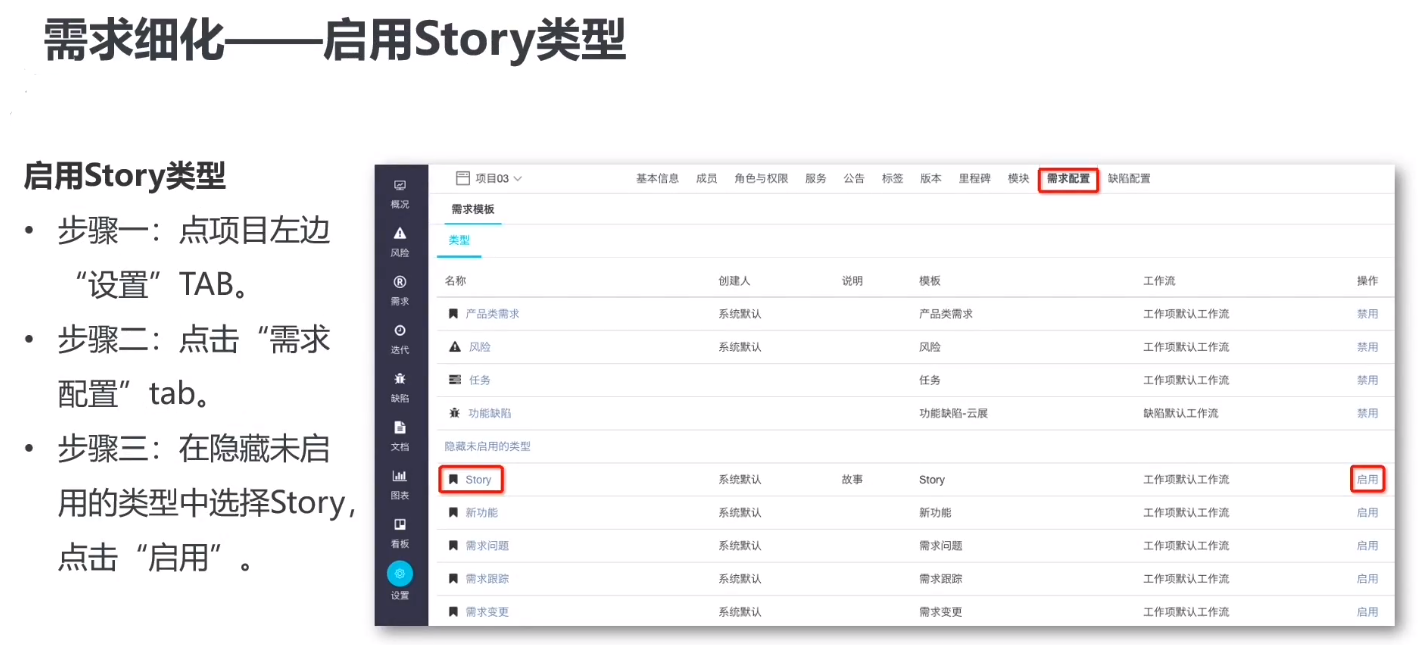 需求细化——启用Story类型
启用Story类型
• 步骤一：点项目左边
“设置”TAB。
• 步骤二：点击“需求
配置”tab。
• 步骤三：在隐藏未启
用的类型中选择Story，
点击“启用”。
概况
风险
需求
迭代
缺陷
文档
图表
看板
设置
项目03
基本信息 成员 角色与权限 服务 公告 标签 版本 里程碑 模块 需求配置 缺陷配置
需求模板
类型
名称 创建人 说明 模板 工作流 操作
产品类需求 系统默认 产品类需求 工作项默认工作流 禁用
风险 系统默认 风险 工作项默认工作流 禁用
任务 任务 工作项默认工作流 禁用
功能缺陷 功能缺陷-云展 缺陷默认工作流 禁用
隐藏未启用的类型
Story 系统默认 故事 Story 工作项默认工作流 启用
新功能 系统默认 新功能 工作项默认工作流 启用
需求问题 系统默认 需求问题 工作项默认工作流 启用
需求跟踪 系统默认 需求跟踪 工作项默认工作流 启用
需求变更 系统默认 需求变更 工作项默认工作流 启用